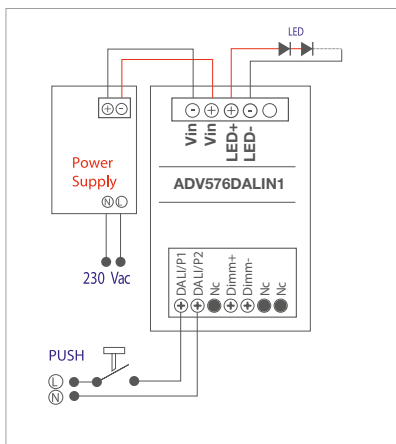 LED
+ -
- + + -
Vin
Vin
LED+
LED-
Power
Supply
ADV576DALIN1
N L
230 Vac
DALI/P1
DALI/P2
Nc
Dimm+
Dimm-
Nc
Nc
PUSH
L
N